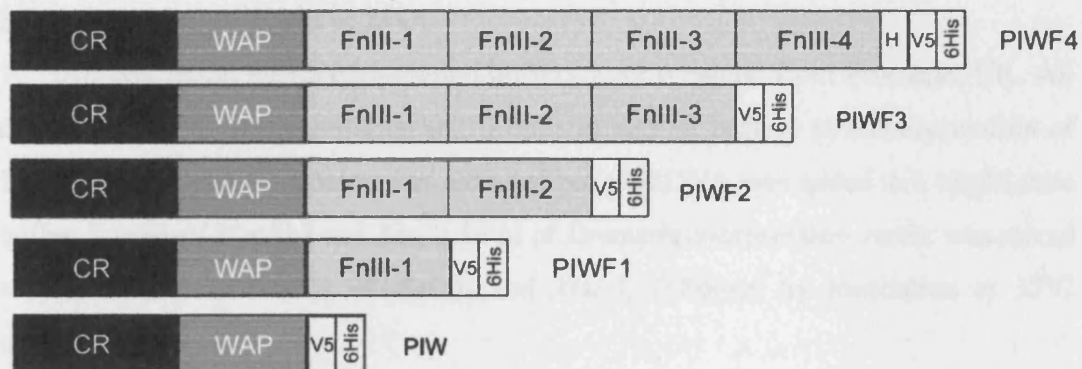 CR WAP FnIII-1 FnIII-2 FnIII-3 FnIII-4 H V5 6His PIWF4
CR WAP FnIII-1 FnIII-2 FnIII-3 V5 6His PIWF3
CR WAP FnIII-1 FnIII-2 V5 6His PIWF2
CR WAP FnIII-1 V5 6His PIWF1
CR WAP V5 6His PIW